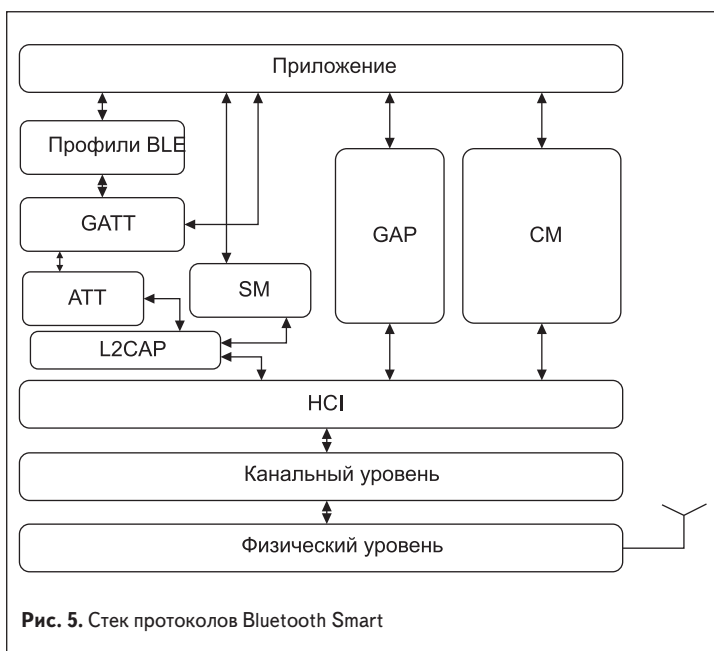 Приложение
Профили BLE
GATT
GAP
CM
ATT
SM
L2CAP
HCI
Канальный уровень
Физический уровень
Рис. 5. Стек протоколов Bluetooth Smart